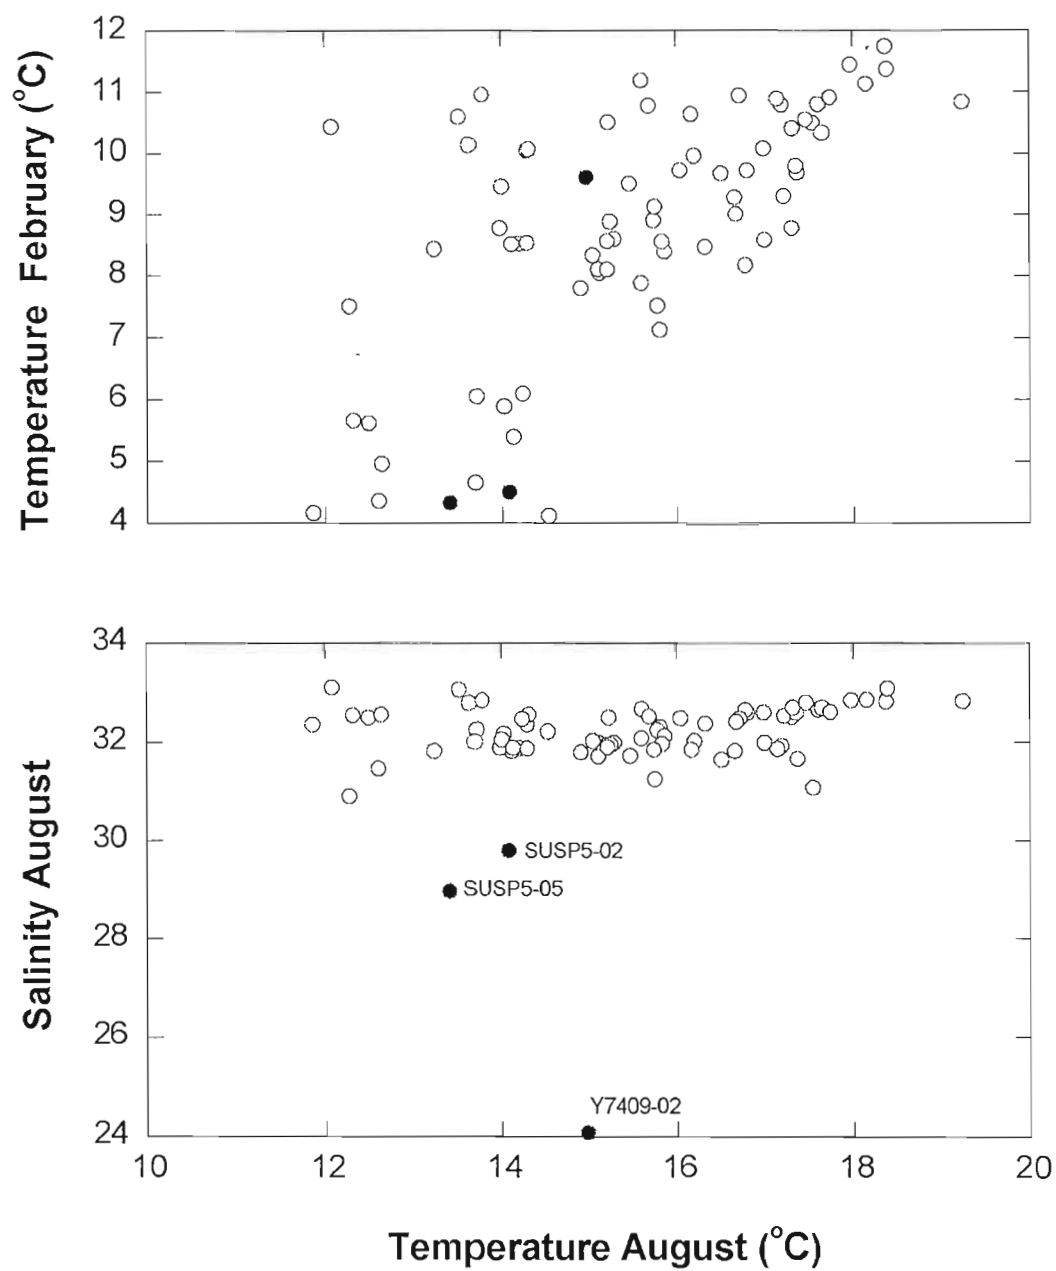 12
11
10
9
8
7
6
5
4
Temperature February (°C)
34
32
30
28
26
24
Salinity August
SUSP5-02
SUSP5-05
Y7409-02
10 12 14 16 18 20
Temperature August (°C)